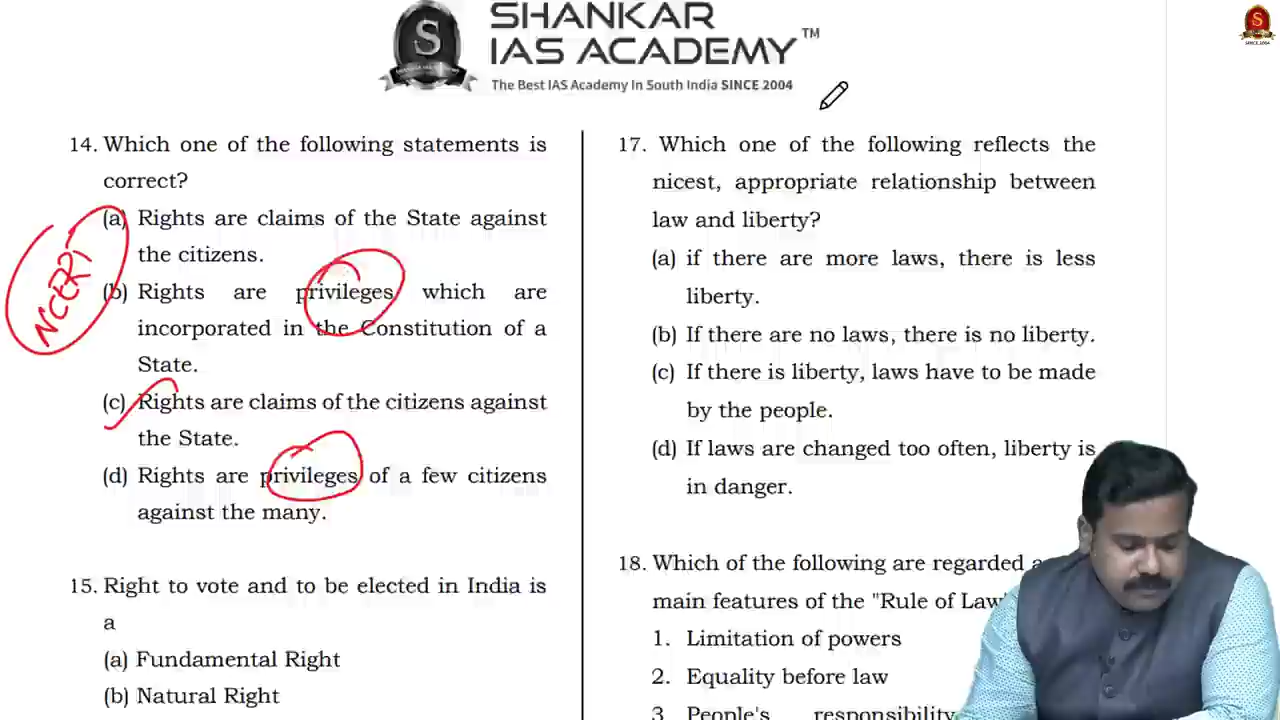 SHANKAR
IAS ACADEMY™
The Best IAS Academy In South India SINCE 2004
S
SINCE 2004
14. Which one of the following statements is
correct?
(a) Rights are claims of the State against
the citizens.
(b) Rights are privileges which are
incorporated in the Constitution of a
State.
(c) Rights are claims of the citizens against
the State.
(d) Rights are privileges of a few citizens
against the many.
NCERT
15. Right to vote and to be elected in India is
a
(a) Fundamental Right
(b) Natural Right
17. Which one of the following reflects the
nicest, appropriate relationship between
law and liberty?
(a) if there are more laws, there is less
liberty.
(b) If there are no laws, there is no liberty.
(c) If there is liberty, laws have to be made
by the people.
(d) If laws are changed too often, liberty is
in danger.
18. Which of the following are regarded
main features of the "Rule of Law
1. Limitation of powers
2. Equality before law
3. People's responsibility